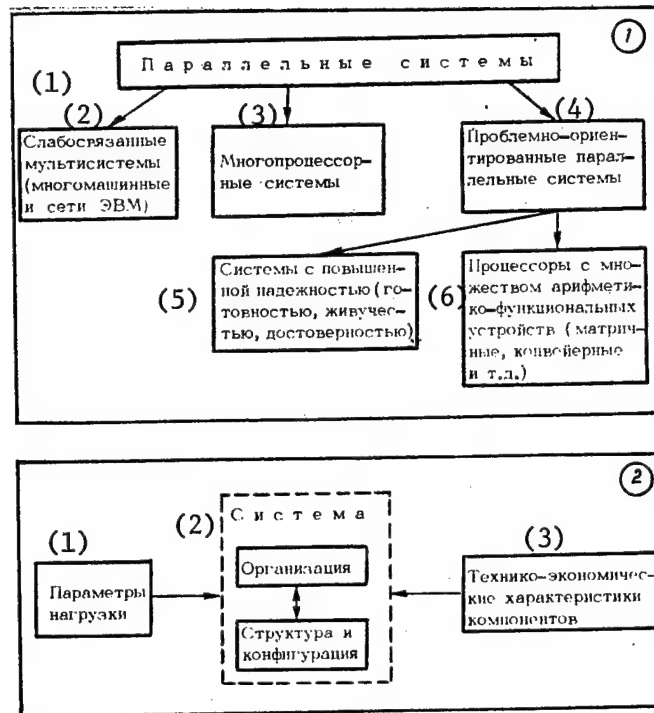 1
Параллельные системы
(1)
(2)
(3)
(4)
Слабосвязанные
мультисистемы
(многомашинные
и сети ЭВМ)
Многопроцессор-
ные системы
Проблемно-ориен-
тированные парал-
лельные системы
(5)
Системы с повышен-
ной надежностью (го-
товностью, живучес-
тью, достоверностью)
(6)
Процессоры с мно-
жеством арифмети-
ко-функциональных
устройств (матрич-
ные, конвейерные
и т.д.)
2
(1)
Параметры
нагрузки
(2)
Система
Организация
Структура и
конфигурация
(3)
Технико-экономичес-
кие характеристики
компонентов